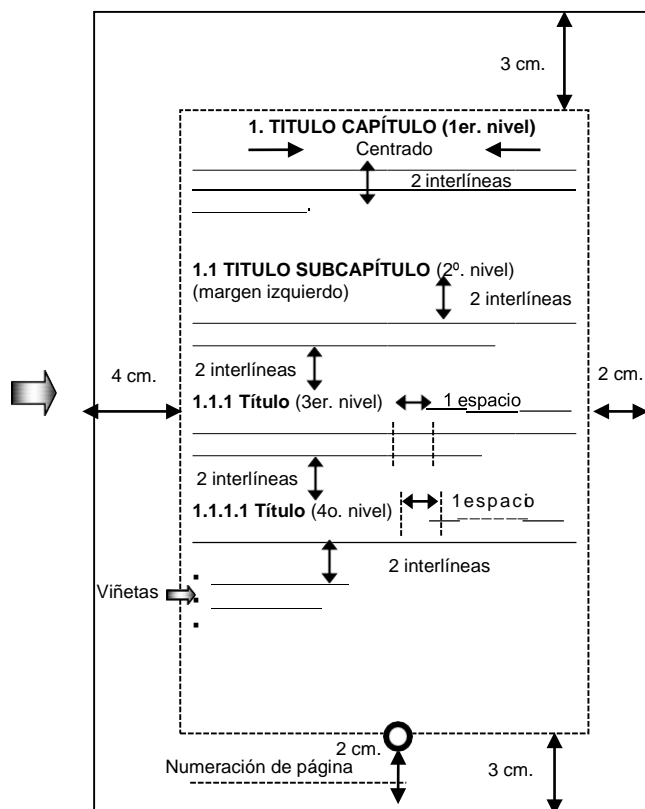 3 cm.
1. TITULO CAPÍTULO (1er. nivel)
Centrado
2 interlíneas
1.1 TITULO SUBCAPÍTULO (2º. nivel)
(margen izquierdo)
2 interlíneas
2 interlíneas
4 cm.
2 cm.
1.1.1 Título (3er. nivel) 1 espacio
2 interlíneas
1.1.1.1 Título (4o. nivel) 1 espacio
2 interlíneas
Viñetas
2 cm.
Numeración de página
3 cm.